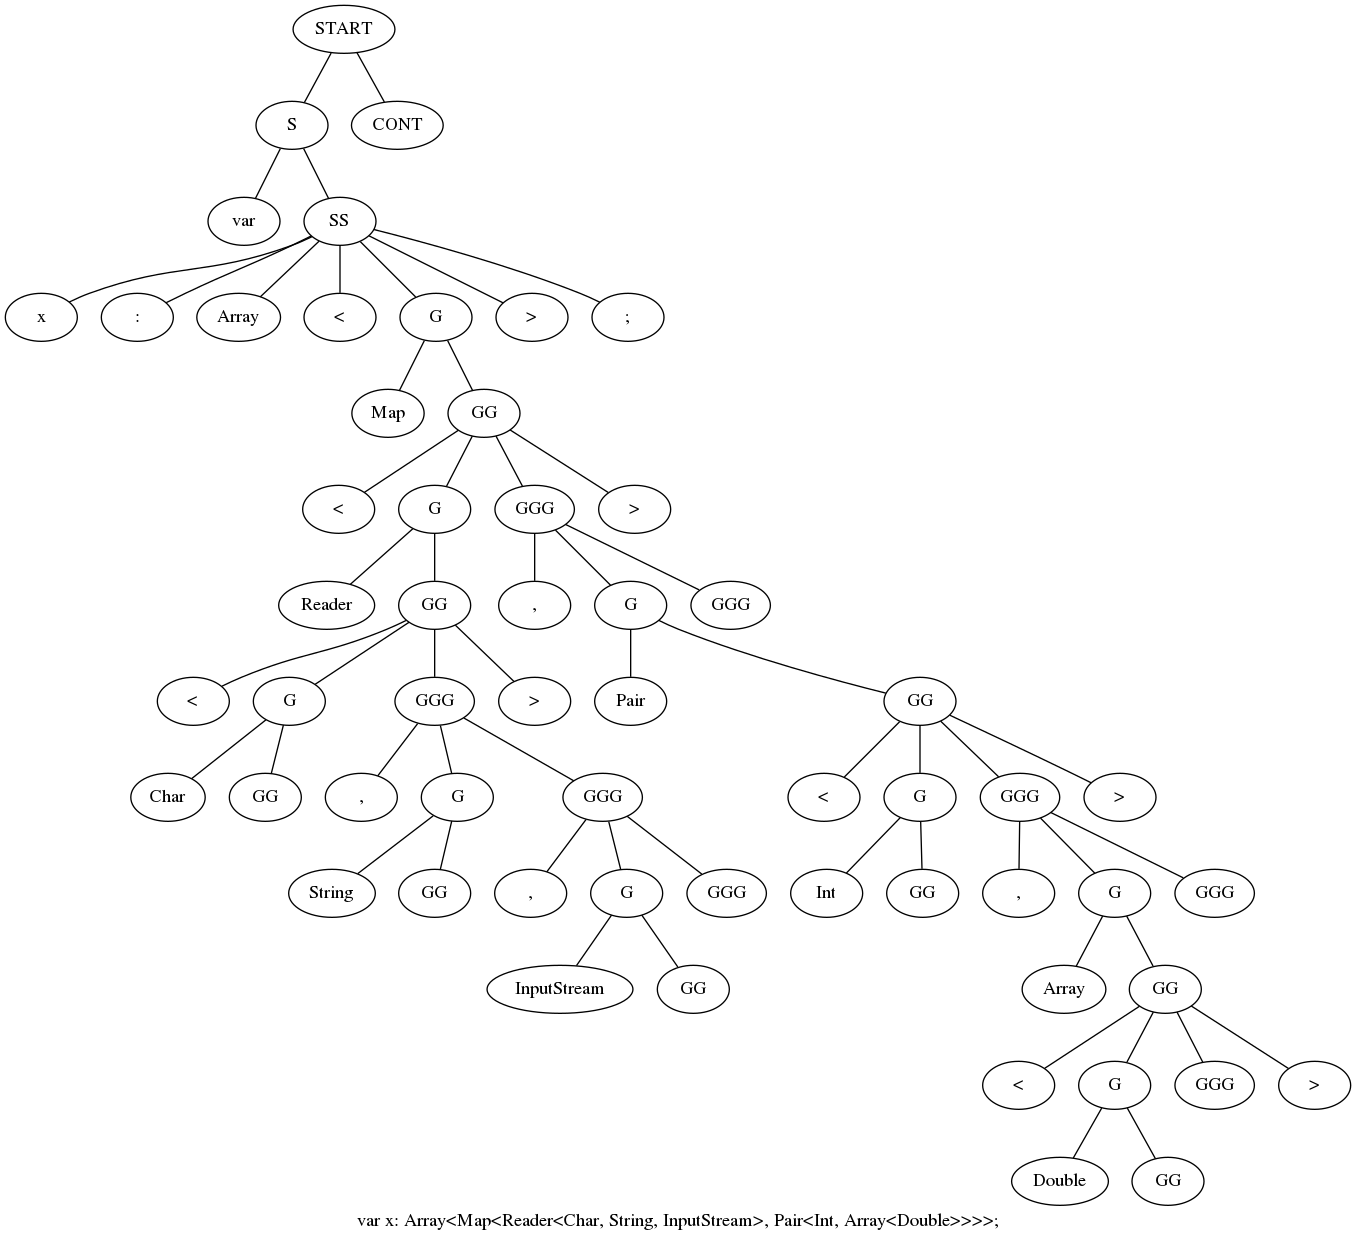 START
S CONT
var SS
x : Array < G > ;
Map GG
< G GGG >
Reader GG , G GGG
< G GGG > Pair GG
Char GG , G GGG < G GGG >
String GG , G GGG Int GG , G GGG
InputStream GG Array GG
< G GGG >
Double GG
var x: Array<Map<Reader<Char, String, InputStream>, Pair<Int, Array<Double>>>>;